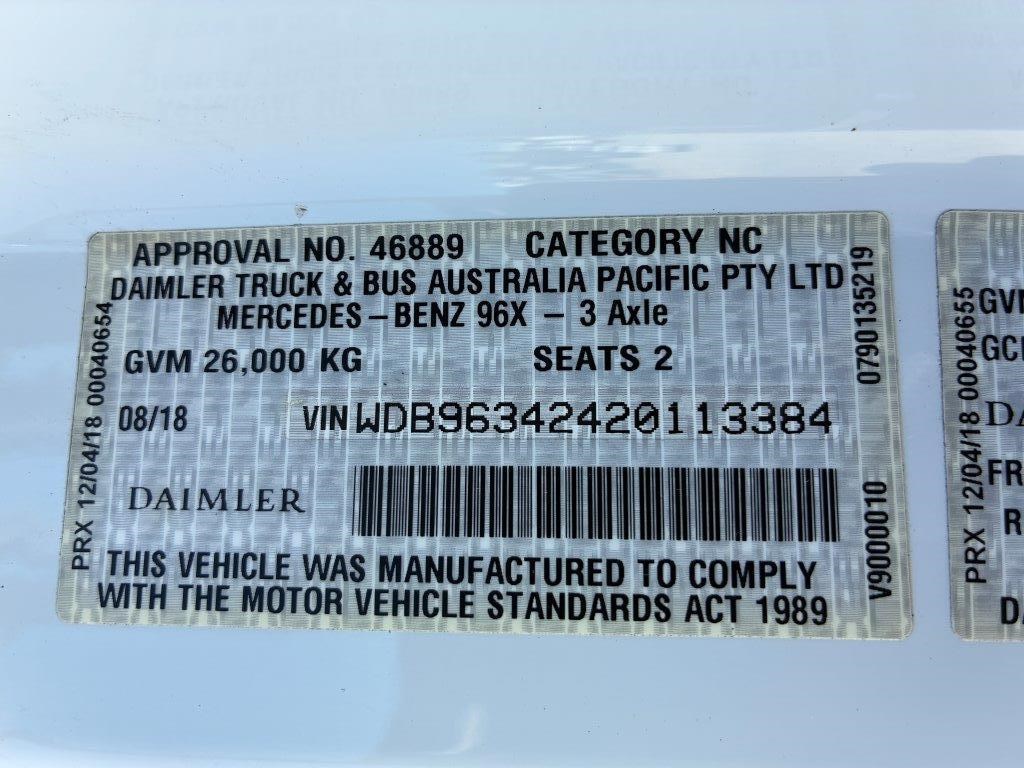 APPROVAL NO. 46889 CATEGORY NC
DAIMLER TRUCK & BUS AUSTRALIA PACIFIC PTY LTD
MERCEDES – BENZ 96X – 3 Axle
GVM 26,000 KG SEATS 2
08/18 VIN WDB96342420113384
DAIMLER
THIS VEHICLE WAS MANUFACTURED TO COMPLY
WITH THE MOTOR VEHICLE STANDARDS ACT 1989
PRX 12/04/18 00040654
0790135219
V9000010
PRX 12/04/18 00040655